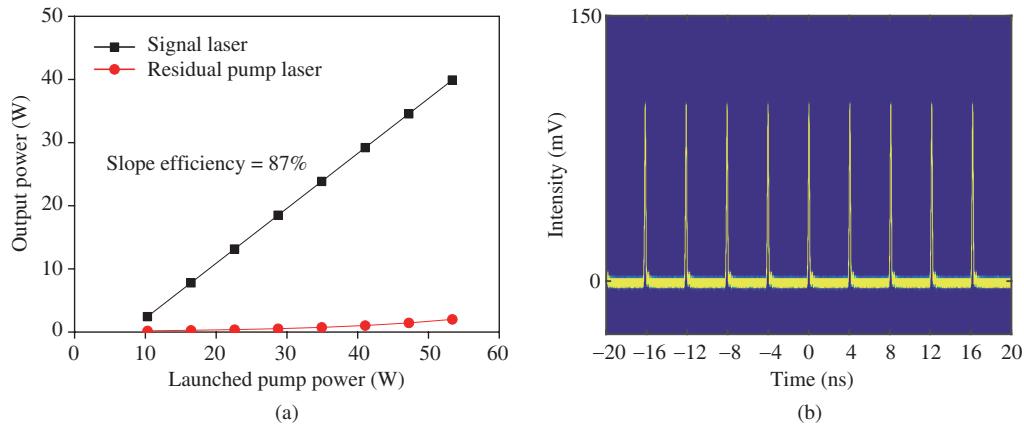 50
40
30
20
10
0
Output power (W)
Signal laser
Residual pump laser
Slope efficiency = 87%
0 10 20 30 40 50 60
Launched pump power (W)
(a)
150
0
Intensity (mV)
−20 −16 −12 −8 −4 0 4 8 12 16 20
Time (ns)
(b)